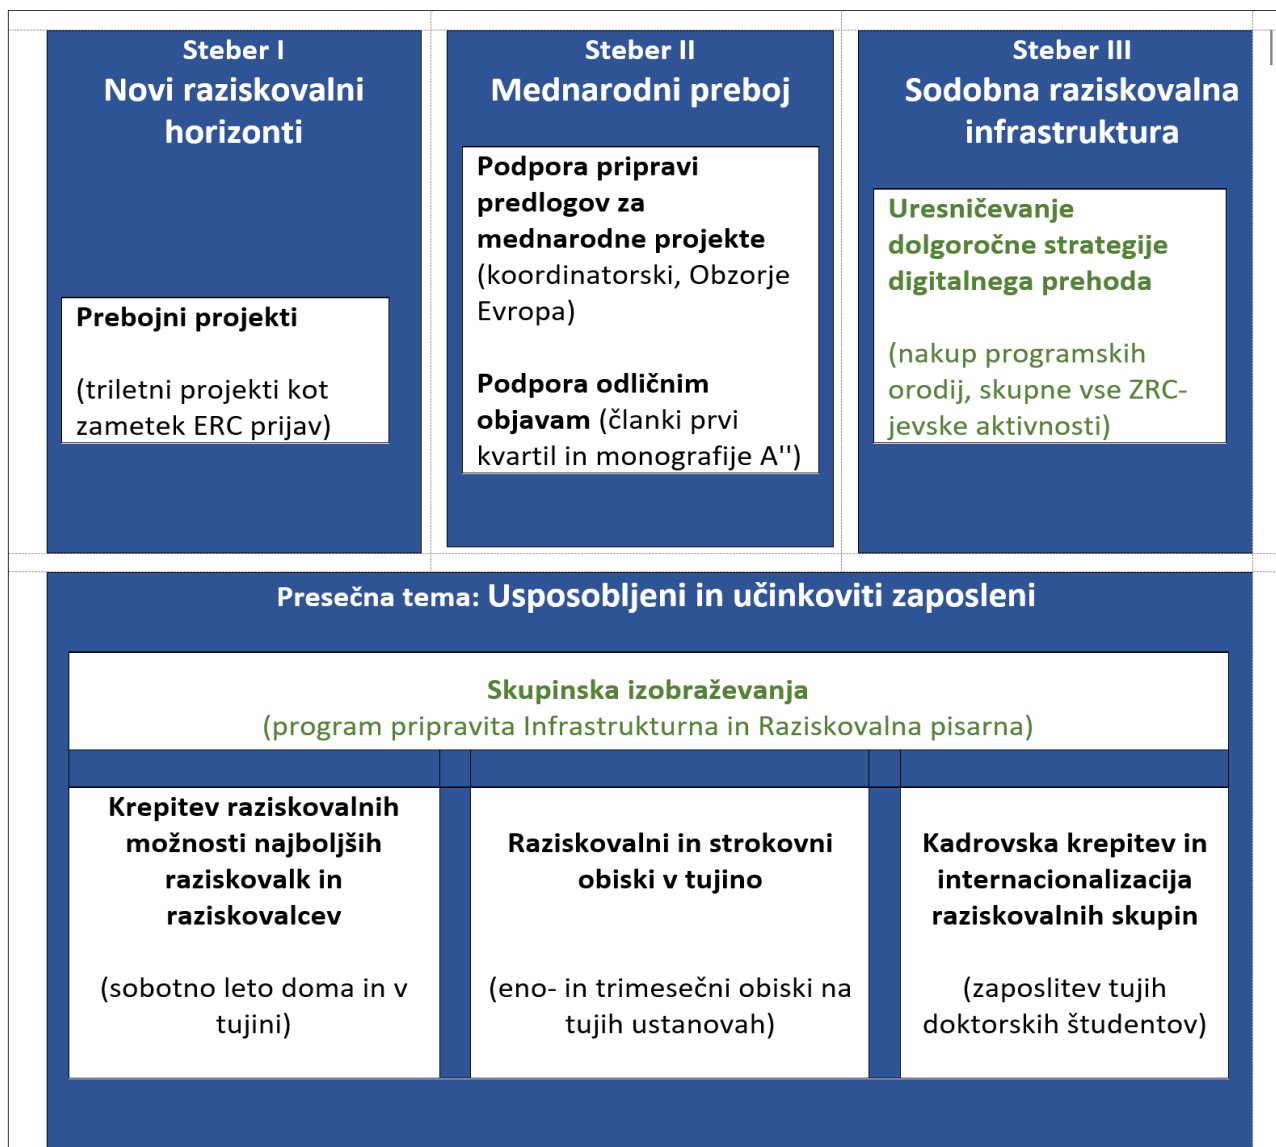 Steber I
Novi raziskovalni
horizonti
Prebojni projekti
(triletni projekti kot
zametek ERC prijav)
Steber II
Mednarodni preboj
Podpora pripravi
predlogov za
mednarodne projekte
(koordinatorski, Obzorje
Evropa)
Podpora odličnim
objavam (članki prvi
kvartil in monografije A'')
Steber III
Sodobna raziskovalna
infrastruktura
Uresničevanje
dolgoročne strategije
digitalnega prehoda
(nakup programskih
orodij, skupne vse ZRC-
jevske aktivnosti)
Presečna tema: Usposobljeni in učinkoviti zaposleni
Skupinska izobraževanja
(program pripravita Infrastrukturna in Raziskovalna pisarna)
Krepitev raziskovalnih
možnosti najboljših
raziskovalk in
raziskovalcev
(sobotno leto doma in v
tujini)
Raziskovalni in strokovni
obiski v tujino
(eno- in trimesečni obiski na
tujih ustanovah)
Kadrovska krepitev in
internacionalizacija
raziskovalnih skupin
(zaposlitev tujih
doktorskih študentov)